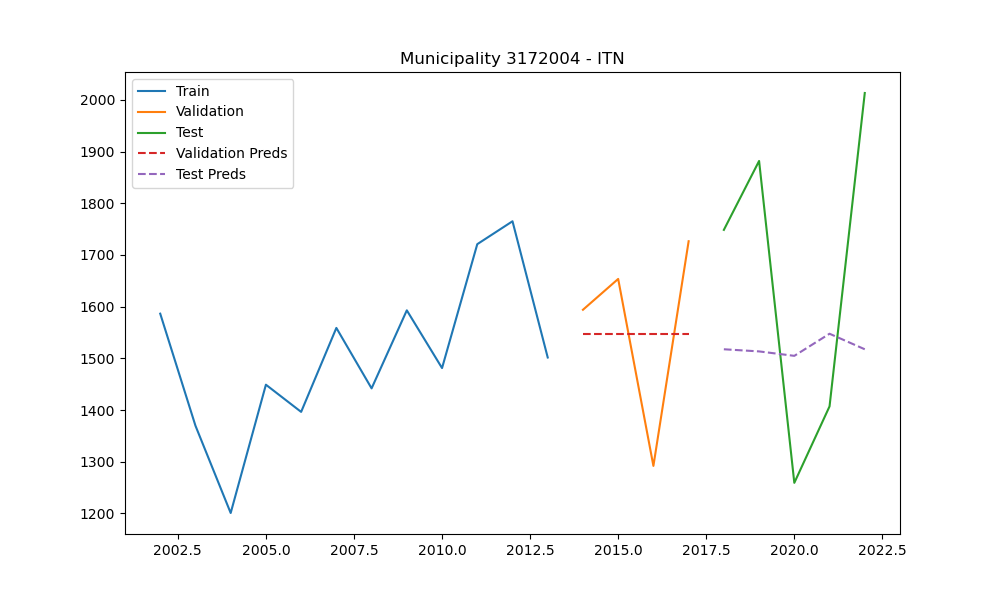 Municipality 3172004 - ITN
Train
Validation
Test
Validation Preds
Test Preds
2000
1900
1800
1700
1600
1500
1400
1300
1200
2002.5 2005.0 2007.5 2010.0 2012.5 2015.0 2017.5 2020.0 2022.5